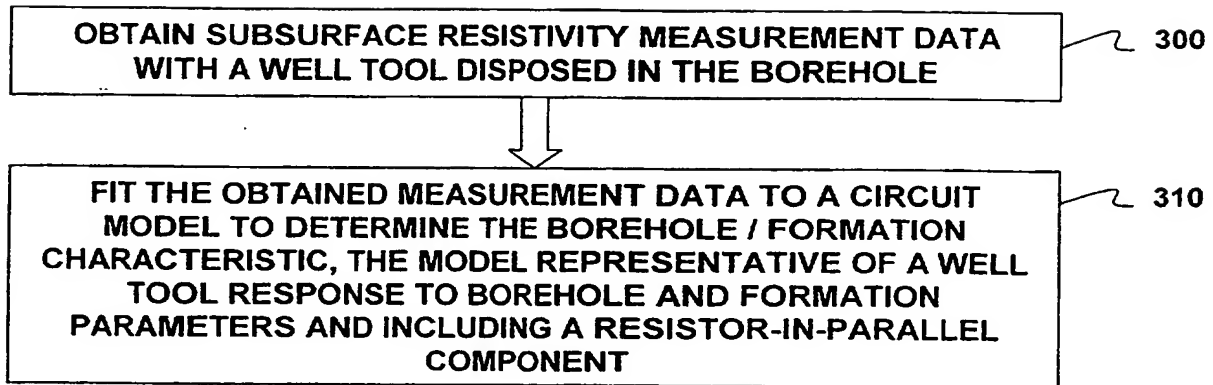 OBTAIN SUBSURFACE RESISTIVITY MEASUREMENT DATA
WITH A WELL TOOL DISPOSED IN THE BOREHOLE
300
FIT THE OBTAINED MEASUREMENT DATA TO A CIRCUIT
MODEL TO DETERMINE THE BOREHOLE / FORMATION
CHARACTERISTIC, THE MODEL REPRESENTATIVE OF A WELL
TOOL RESPONSE TO BOREHOLE AND FORMATION
PARAMETERS AND INCLUDING A RESISTOR-IN-PARALLEL
COMPONENT
310